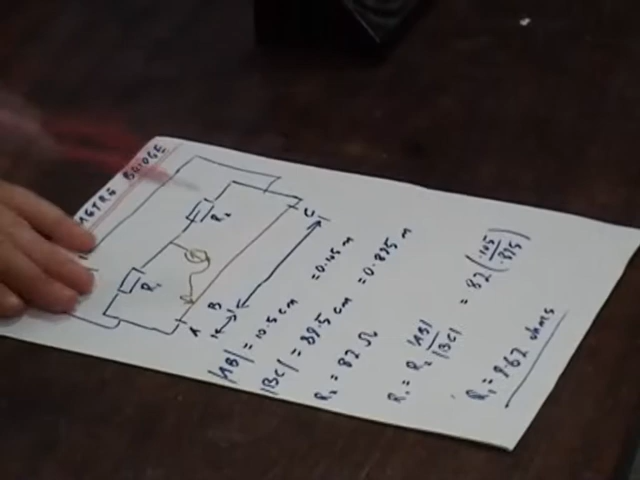 METRE BRIDGE
R₂
R₁
G
A
B
C
|AB| = 10.5 cm = 0.105 m
|BC| = 89.5 cm = 0.895 m
R₂ = 82 Ω
R₁ = R₂ |AB| / |BC| = 82 (.105 / .895)
R₁ = 9.62 ohms